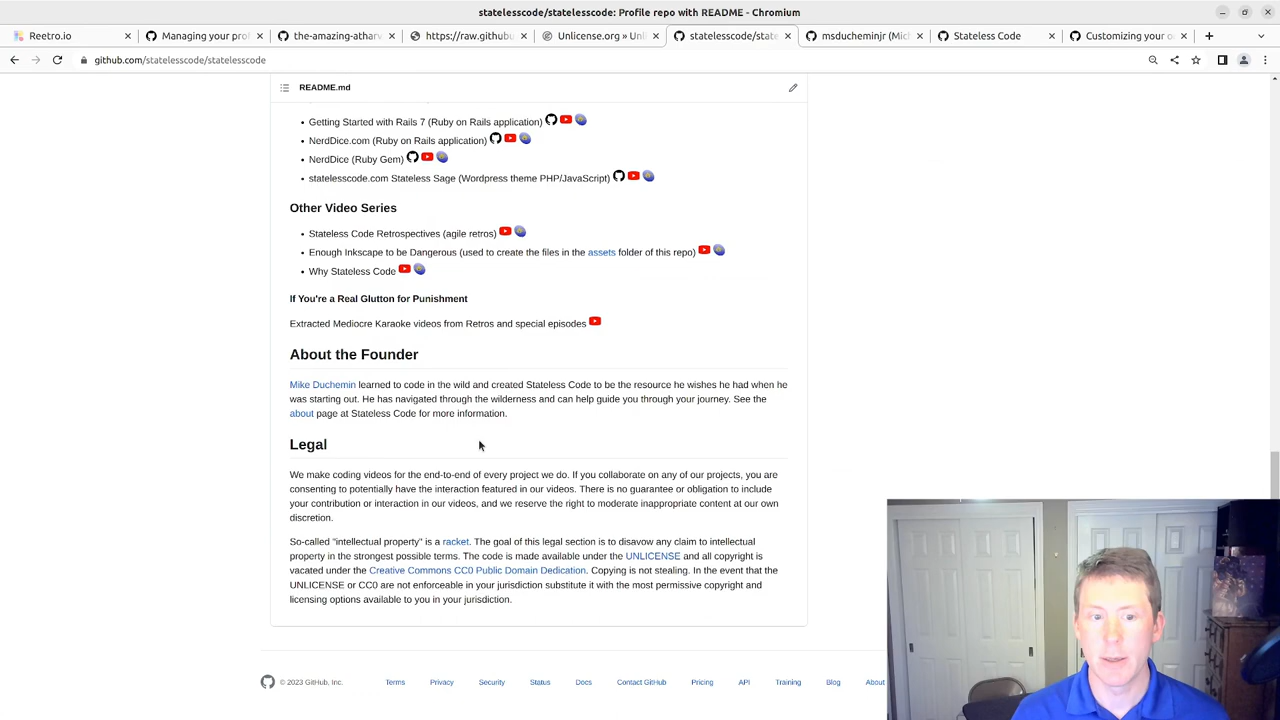 statelesscode/statelesscode: Profile repo with README - Chromium
Reetro.io
Managing your prof
the-amazing-atharv
https://raw.githubu
Unlicense.org » Unli
statelesscode/state
msducheminjr (Mich
Stateless Code
Customizing your o
github.com/statelesscode/statelesscode
README.md
• Getting Started with Rails 7 (Ruby on Rails application)
• NerdDice.com (Ruby on Rails application)
• NerdDice (Ruby Gem)
• statelesscode.com Stateless Sage (Wordpress theme PHP/JavaScript)
Other Video Series
• Stateless Code Retrospectives (agile retros)
• Enough Inkscape to be Dangerous (used to create the files in the assets folder of this repo)
• Why Stateless Code
If You're a Real Glutton for Punishment
Extracted Mediocre Karaoke videos from Retros and special episodes
About the Founder
Mike Duchemin learned to code in the wild and created Stateless Code to be the resource he wishes he had when he
was starting out. He has navigated through the wilderness and can help guide you through your journey. See the
about page at Stateless Code for more information.
Legal
We make coding videos for the end-to-end of every project we do. If you collaborate on any of our projects, you are
consenting to potentially have the interaction featured in our videos. There is no guarantee or obligation to include
your contribution or interaction in our videos, and we reserve the right to moderate inappropriate content at our own
discretion.
So-called "intellectual property" is a racket. The goal of this legal section is to disavow any claim to intellectual
property in the strongest possible terms. The code is made available under the UNLICENSE and all copyright is
vacated under the Creative Commons CC0 Public Domain Dedication. Copying is not stealing. In the event that the
UNLICENSE or CC0 are not enforceable in your jurisdiction substitute it with the most permissive copyright and
licensing options available to you in your jurisdiction.
© 2023 GitHub, Inc.
Terms
Privacy
Security
Status
Docs
Contact GitHub
Pricing
API
Training
Blog
About